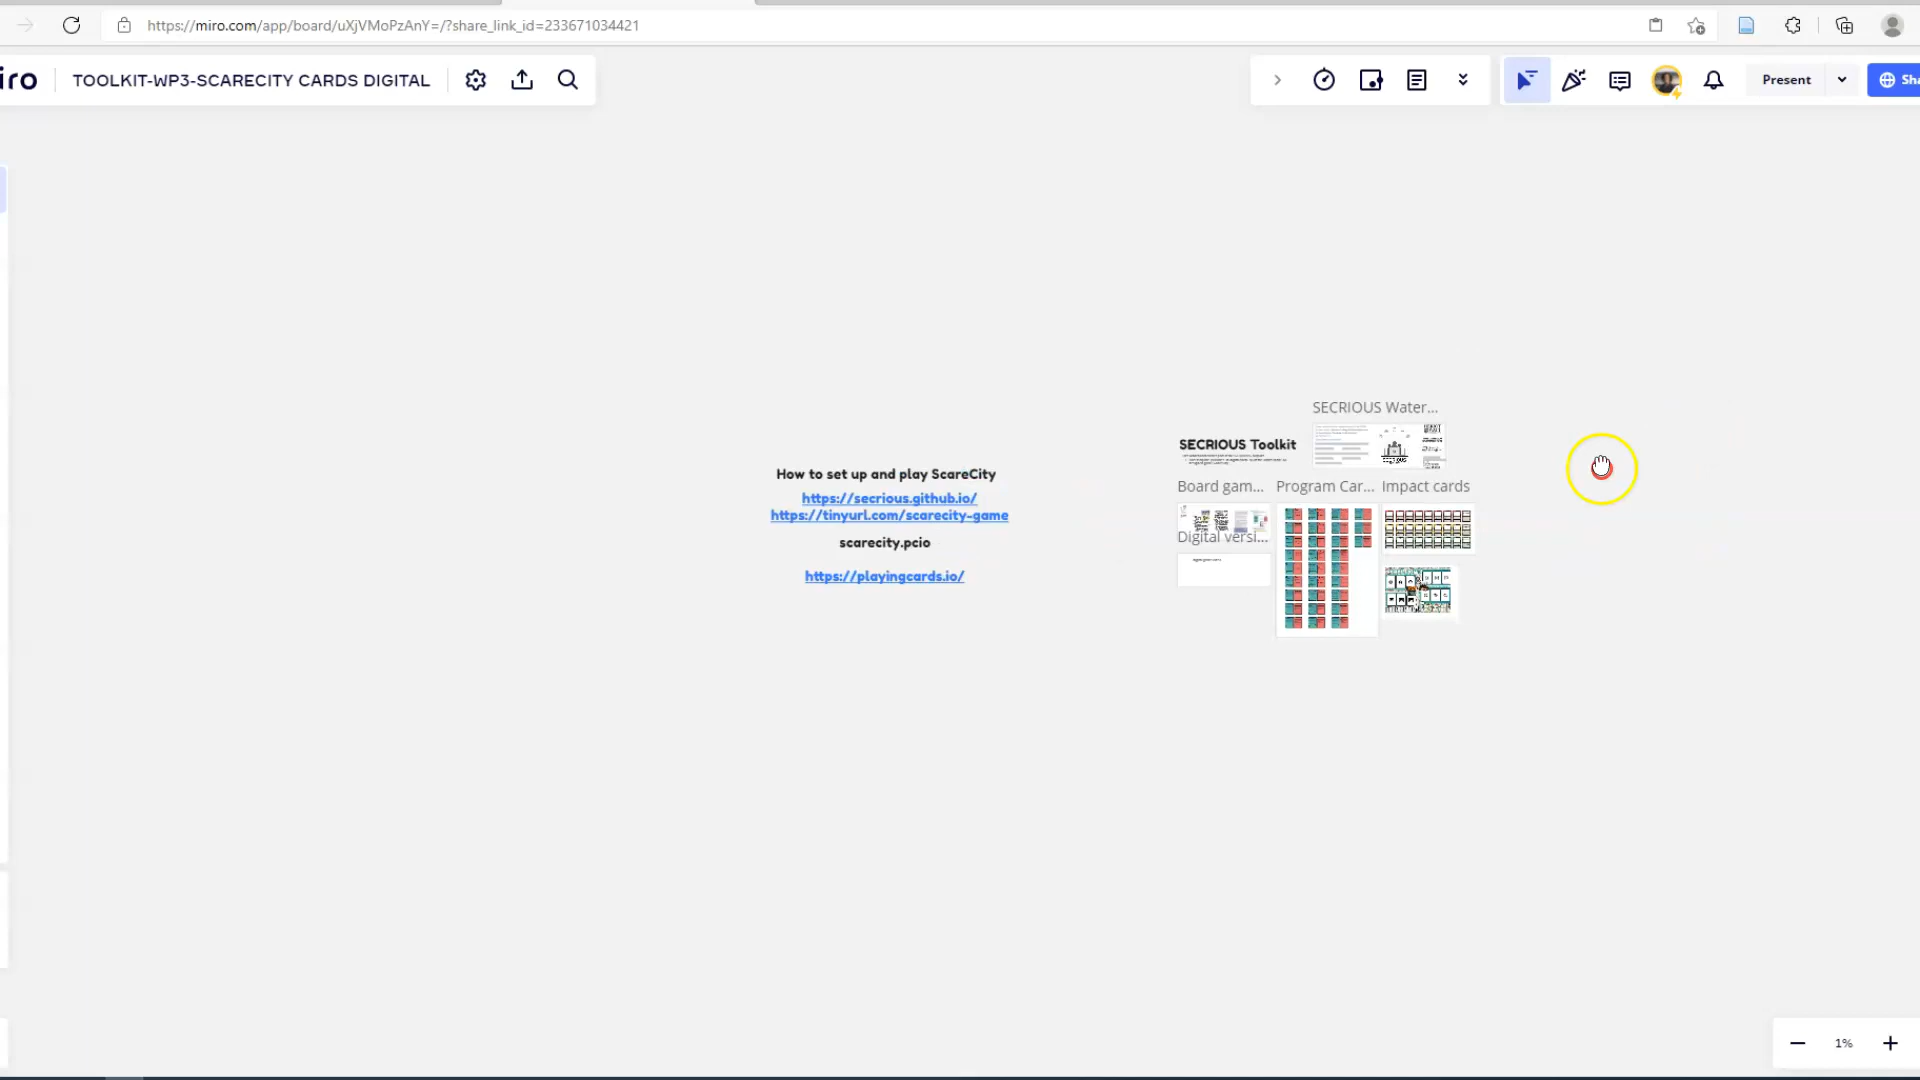 https://miro.com/app/board/uXjVMoPzAnY=/?share_link_id=233671034421
iro
TOOLKIT-WP3-SCARECITY CARDS DIGITAL
Present
Sha
How to set up and play ScareCity
https://secrious.github.io/
https://tinyurl.com/scarecity-game
scarecity.pcio
https://playingcards.io/
SECRIOUS Water...
SECRIOUS Toolkit
Board gam...
Program Car...
Impact cards
Digital versi...
1%